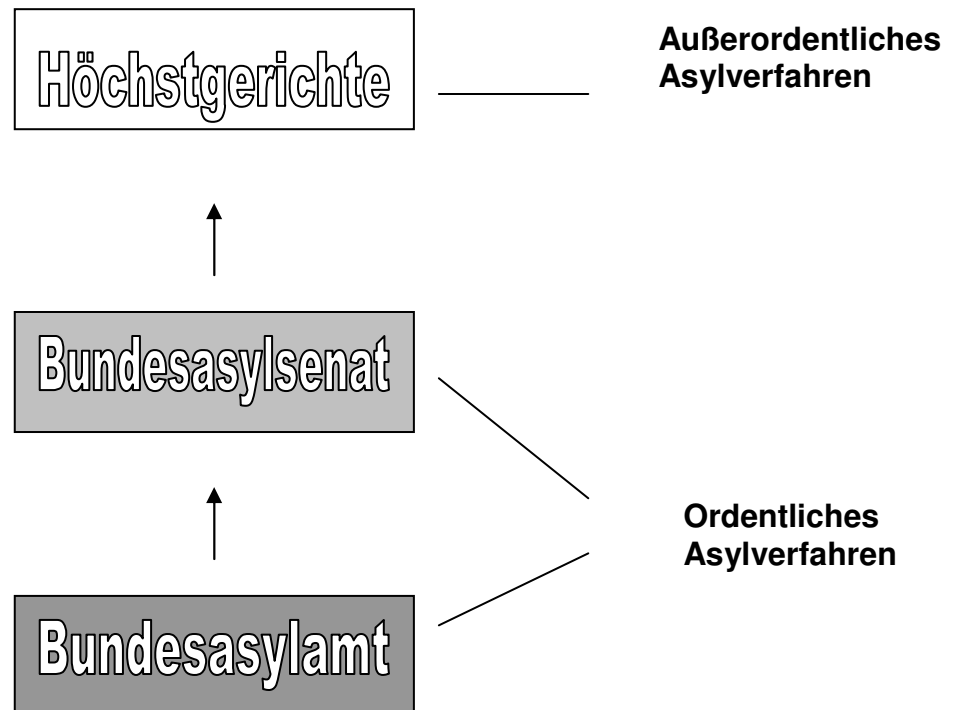 Höchstgerichte
Außerordentliches
Asylverfahren
Bundesasylsenat
Ordentliches
Asylverfahren
Bundesasylamt